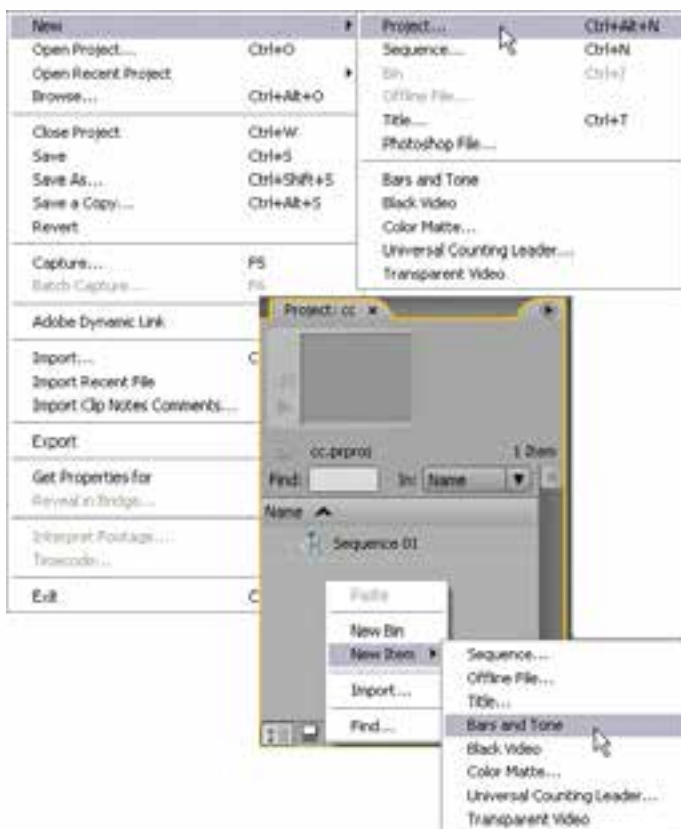 New
Open Project... Ctrl+O
Open Recent Project
Browse... Ctrl+Alt+O
Close Project Ctrl+W
Save Ctrl+S
Save As... Ctrl+Shift+S
Save a Copy... Ctrl+Alt+S
Revert
Capture... F5
Batch Capture... F6
Adobe Dynamic Link
Import... C
Import Recent File
Import Clip Notes Comments...
Export
Get Properties for
Reveal in Bridge...
Interpret Footage...
Timecode...
Exit C
Project... Ctrl+Alt+N
Sequence... Ctrl+N
Bin Ctrl+/
Offline File...
Title... Ctrl+T
Photoshop File...
Bars and Tone
Black Video
Color Matte...
Universal Counting Leader...
Transparent Video
Project: cc x
cc.prproj 1 Item
Find: In: Name
Name
Sequence 01
Paste
New Bin
New Item
Import...
Find...
Sequence...
Offline File...
Title...
Bars and Tone
Black Video
Color Matte...
Universal Counting Leader...
Transparent Video